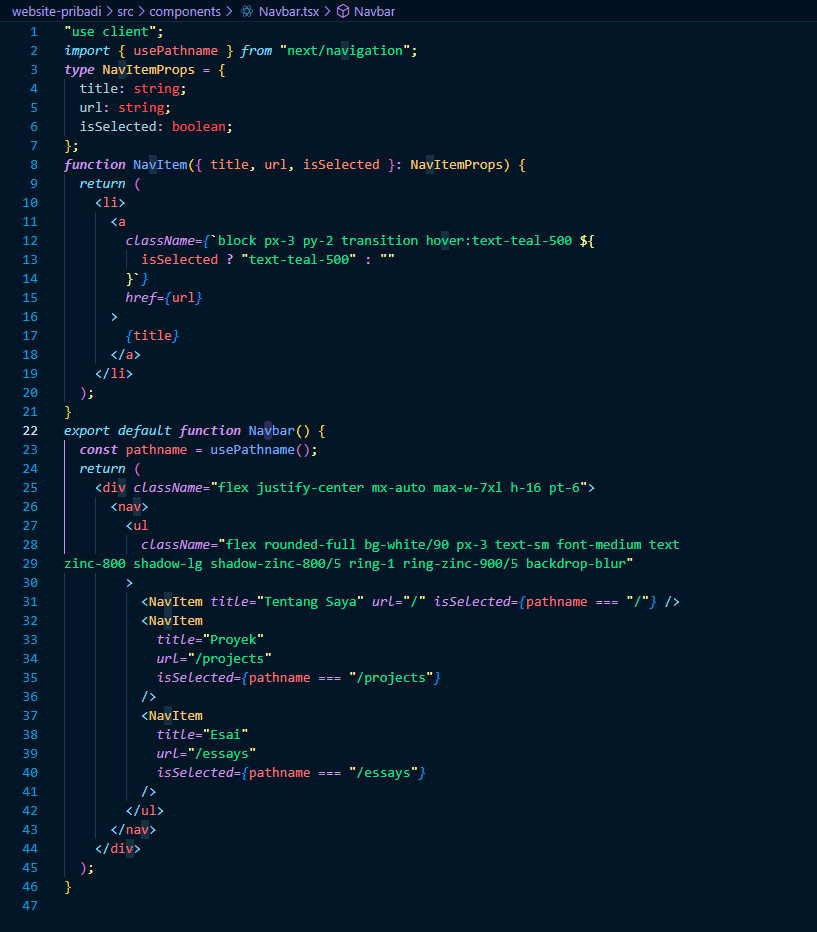 website-pribadi > src > components > Navbar.tsx > Navbar
1 "use client";
2 import { usePathname } from "next/navigation";
3 type NavItemProps = {
4   title: string;
5   url: string;
6   isSelected: boolean;
7 };
8 function NavItem({ title, url, isSelected }: NavItemProps) {
9   return (
10     <li>
11       <a
12         className={`block px-3 py-2 transition hover:text-teal-500 ${
13           isSelected ? "text-teal-500" : ""
14         }`}
15         href={url}
16       >
17         {title}
18       </a>
19     </li>
20   );
21 }
22 export default function Navbar() {
23   const pathname = usePathname();
24   return (
25     <div className="flex justify-center mx-auto max-w-7xl h-16 pt-6">
26       <nav>
27         <ul
28           className="flex rounded-full bg-white/90 px-3 text-sm font-medium text
29 zinc-800 shadow-lg shadow-zinc-800/5 ring-1 ring-zinc-900/5 backdrop-blur"
30         >
31           <NavItem title="Tentang Saya" url="/" isSelected={pathname === "/"} />
32           <NavItem
33             title="Proyek"
34             url="/projects"
35             isSelected={pathname === "/projects"}
36           />
37           <NavItem
38             title="Esai"
39             url="/essays"
40             isSelected={pathname === "/essays"}
41           />
42         </ul>
43       </nav>
44     </div>
45   );
46 }
47